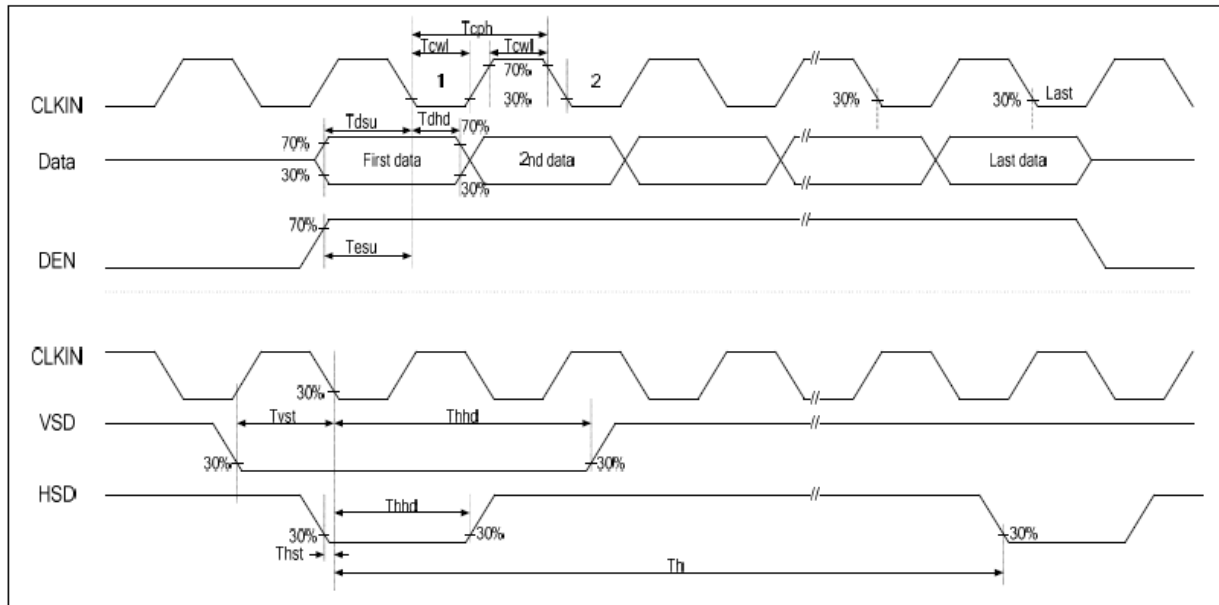 Tcph
Tcwl Tcwl
CLKIN 1 70% 30% 2 // 30% 30% Last
Tdsu Tdhd
Data 70% 30% First data 70% 30% 2nd data // // Last data
DEN 70% Tesu //
CLKIN 30% //
VSD 30% Tvst Thhd 30% //
HSD 30% Thhd 30% // 30%
Thst
Th